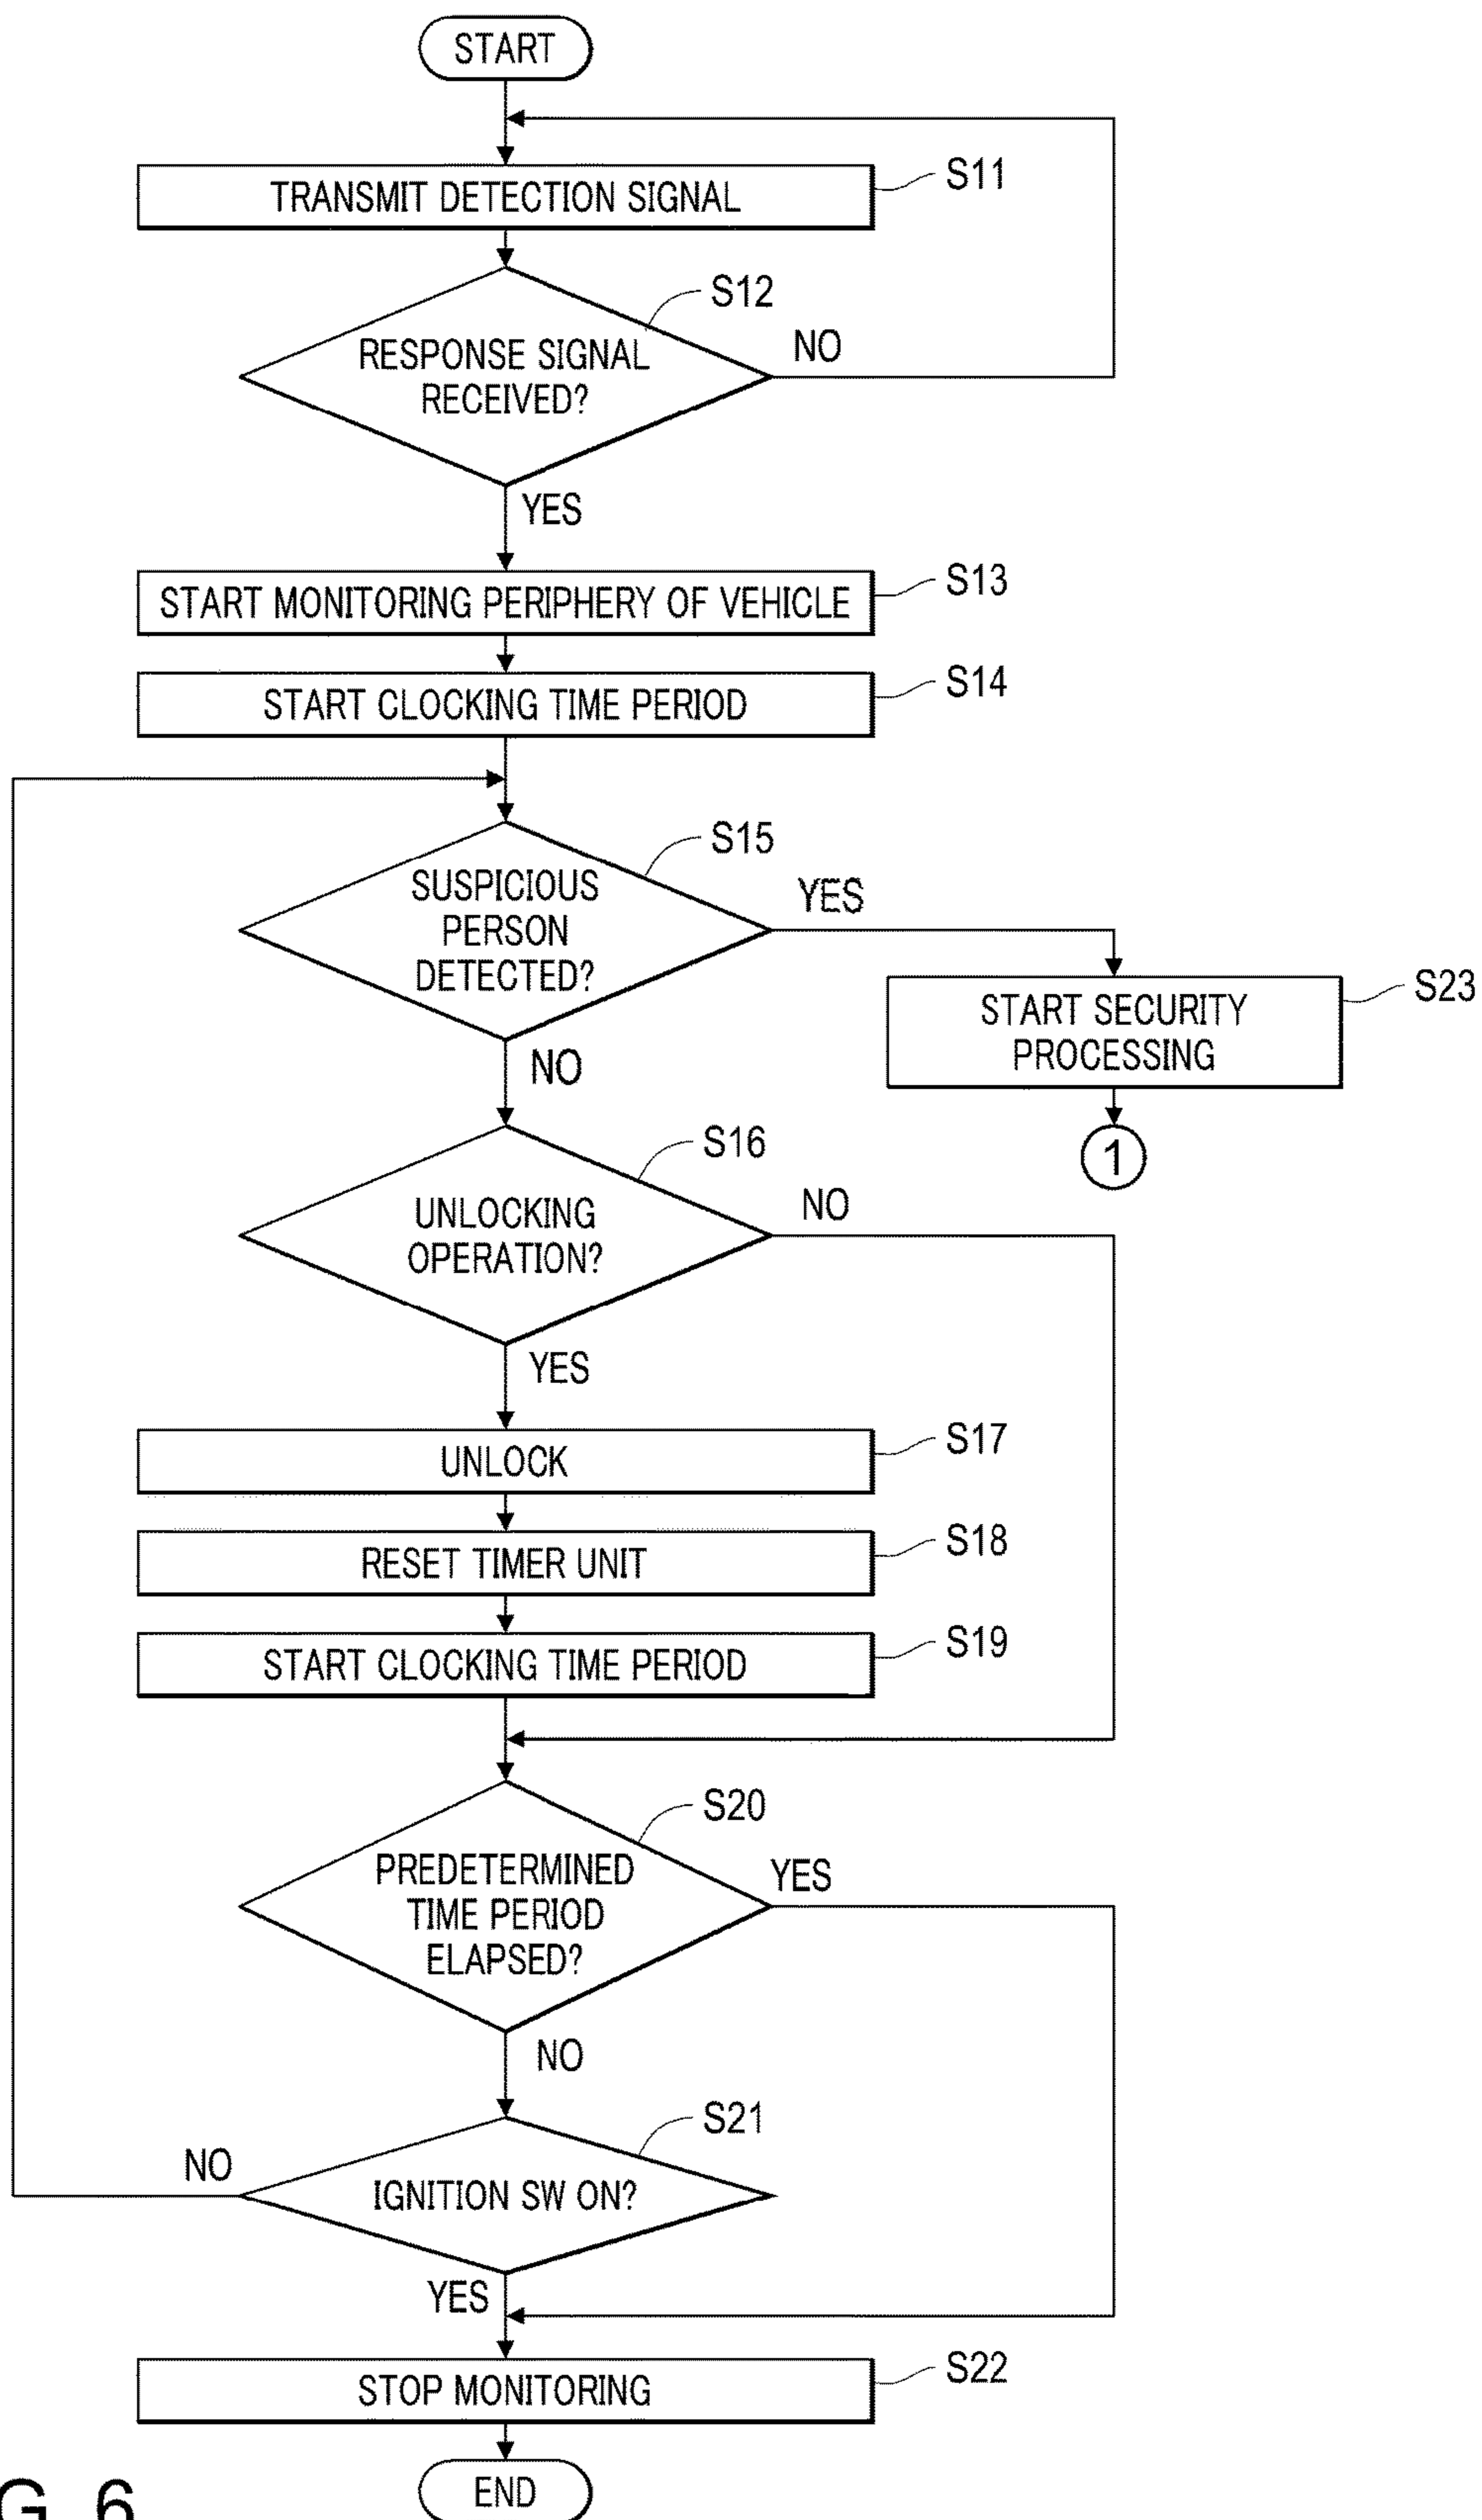 START
TRANSMIT DETECTION SIGNAL
S11
S12
RESPONSE SIGNAL
RECEIVED?
NO
YES
START MONITORING PERIPHERY OF VEHICLE
S13
START CLOCKING TIME PERIOD
S14
S15
SUSPICIOUS
PERSON
DETECTED?
YES
NO
START SECURITY
PROCESSING
S23
1
S16
UNLOCKING
OPERATION?
NO
YES
UNLOCK
S17
RESET TIMER UNIT
S18
START CLOCKING TIME PERIOD
S19
S20
PREDETERMINED
TIME PERIOD
ELAPSED?
YES
NO
S21
IGNITION SW ON?
NO
YES
STOP MONITORING
S22
END
G. 6